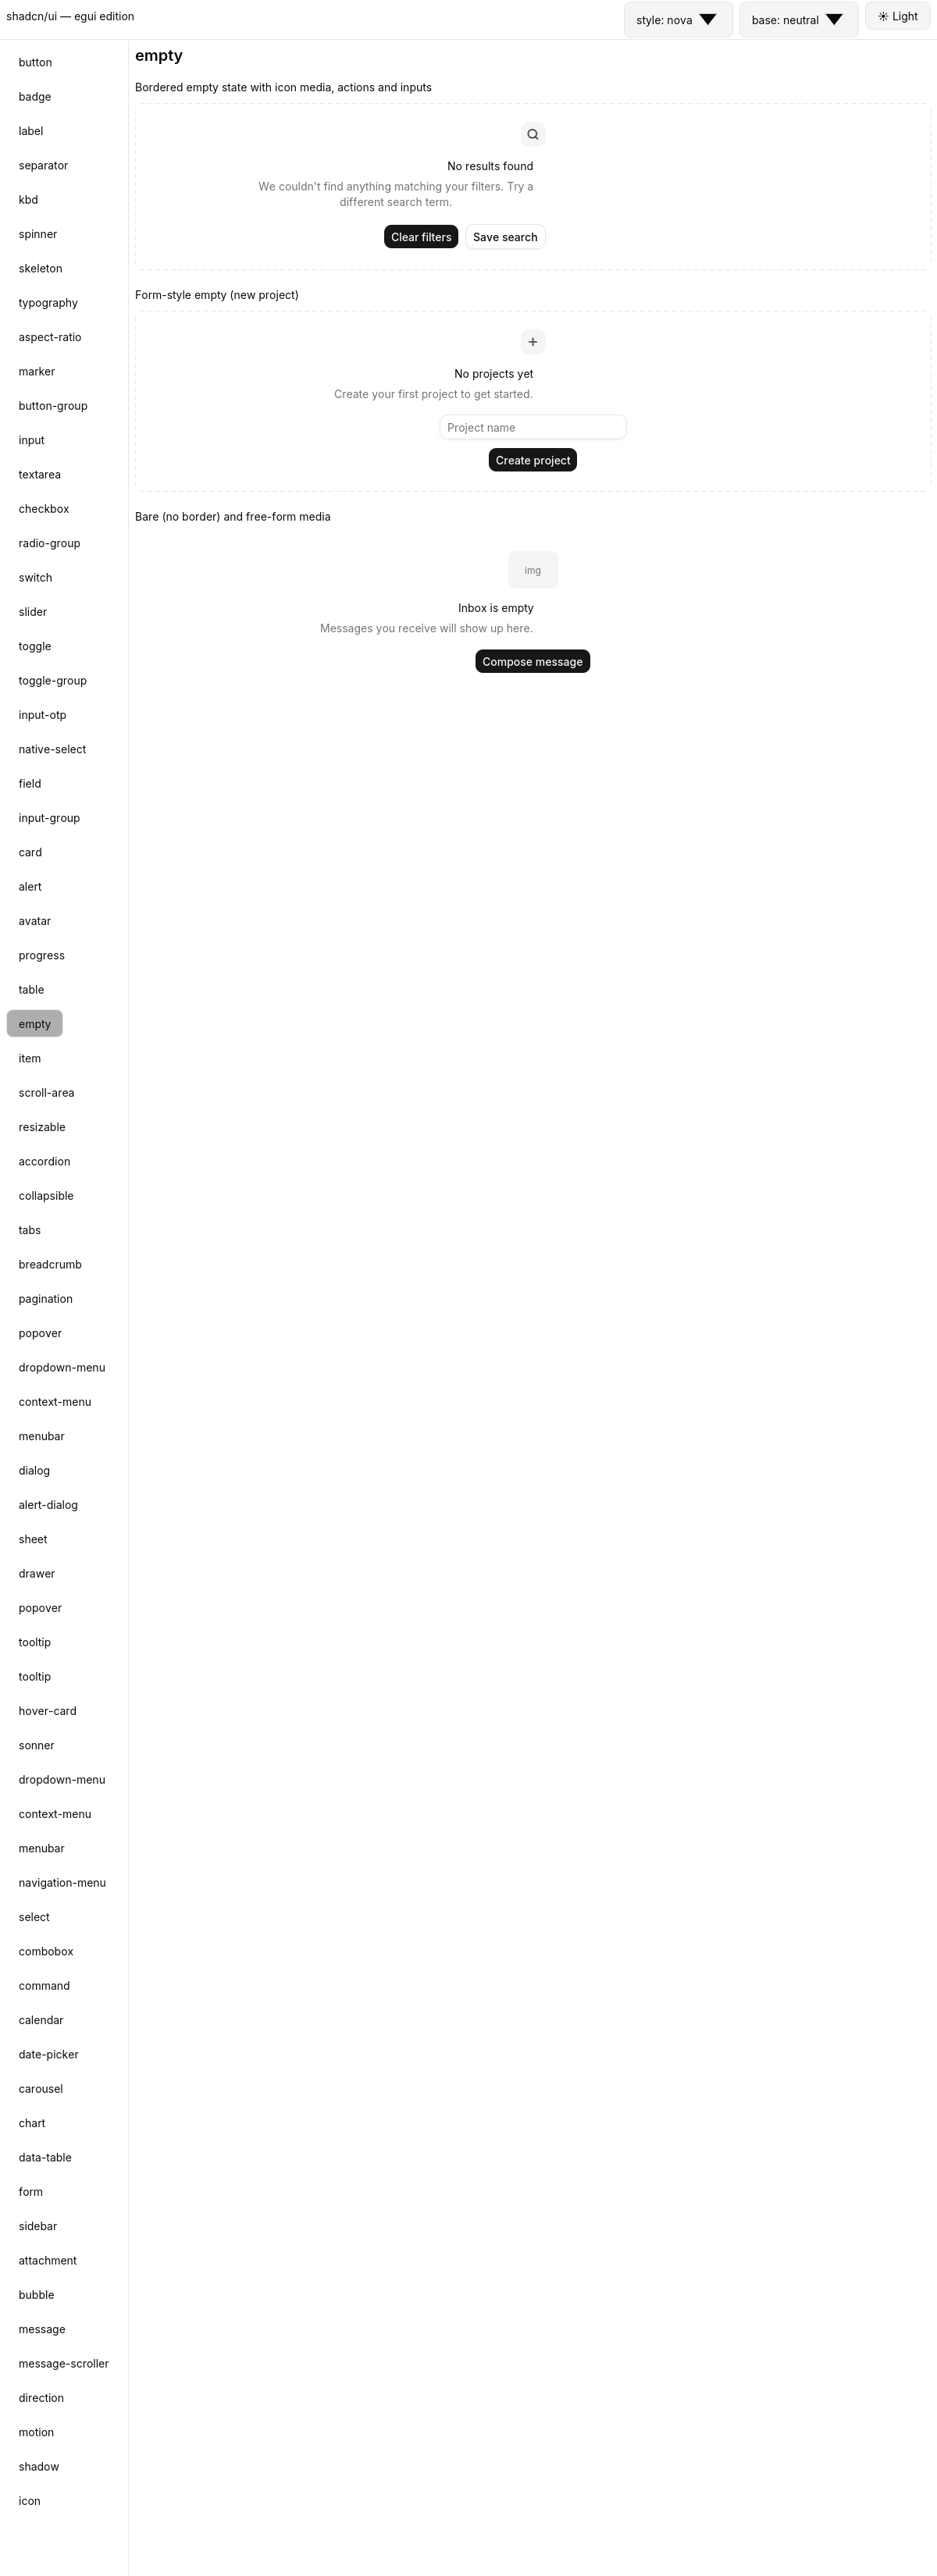 shadcn/ui — egui edition
style: nova
base: neutral
☀ Light
button
badge
label
separator
kbd
spinner
skeleton
typography
aspect-ratio
marker
button-group
input
textarea
checkbox
radio-group
switch
slider
toggle
toggle-group
input-otp
native-select
field
input-group
card
alert
avatar
progress
table
empty
item
scroll-area
resizable
accordion
collapsible
tabs
breadcrumb
pagination
popover
dropdown-menu
context-menu
menubar
dialog
alert-dialog
sheet
drawer
popover
tooltip
tooltip
hover-card
sonner
dropdown-menu
context-menu
menubar
navigation-menu
select
combobox
command
calendar
date-picker
carousel
chart
data-table
form
sidebar
attachment
bubble
message
message-scroller
direction
motion
shadow
icon
empty
Bordered empty state with icon media, actions and inputs
No results found
We couldn't find anything matching your filters. Try a
different search term.
Clear filters
Save search
Form-style empty (new project)
No projects yet
Create your first project to get started.
Project name
Create project
Bare (no border) and free-form media
img
Inbox is empty
Messages you receive will show up here.
Compose message